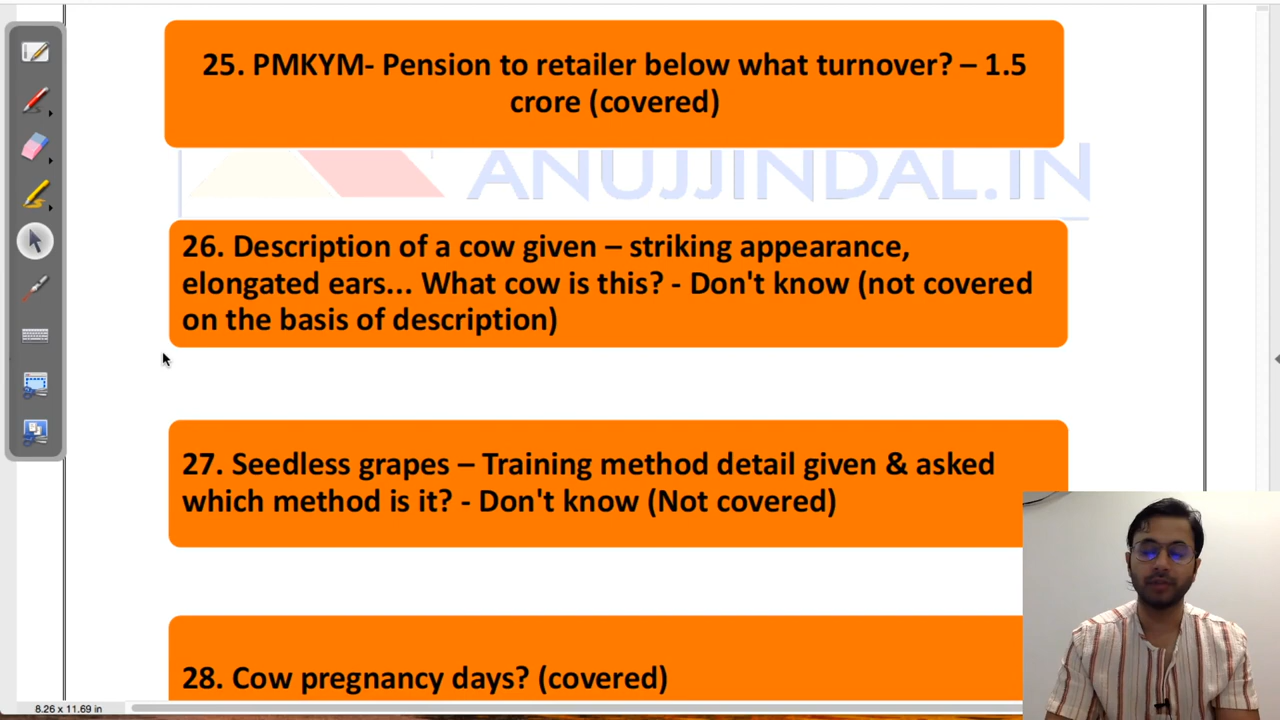 25. PMKYM- Pension to retailer below what turnover? – 1.5
crore (covered)
ANUJJINDAL.IN
26. Description of a cow given – striking appearance,
elongated ears... What cow is this? - Don't know (not covered
on the basis of description)
27. Seedless grapes – Training method detail given & asked
which method is it? - Don't know (Not covered)
28. Cow pregnancy days? (covered)
8.26 x 11.69 in